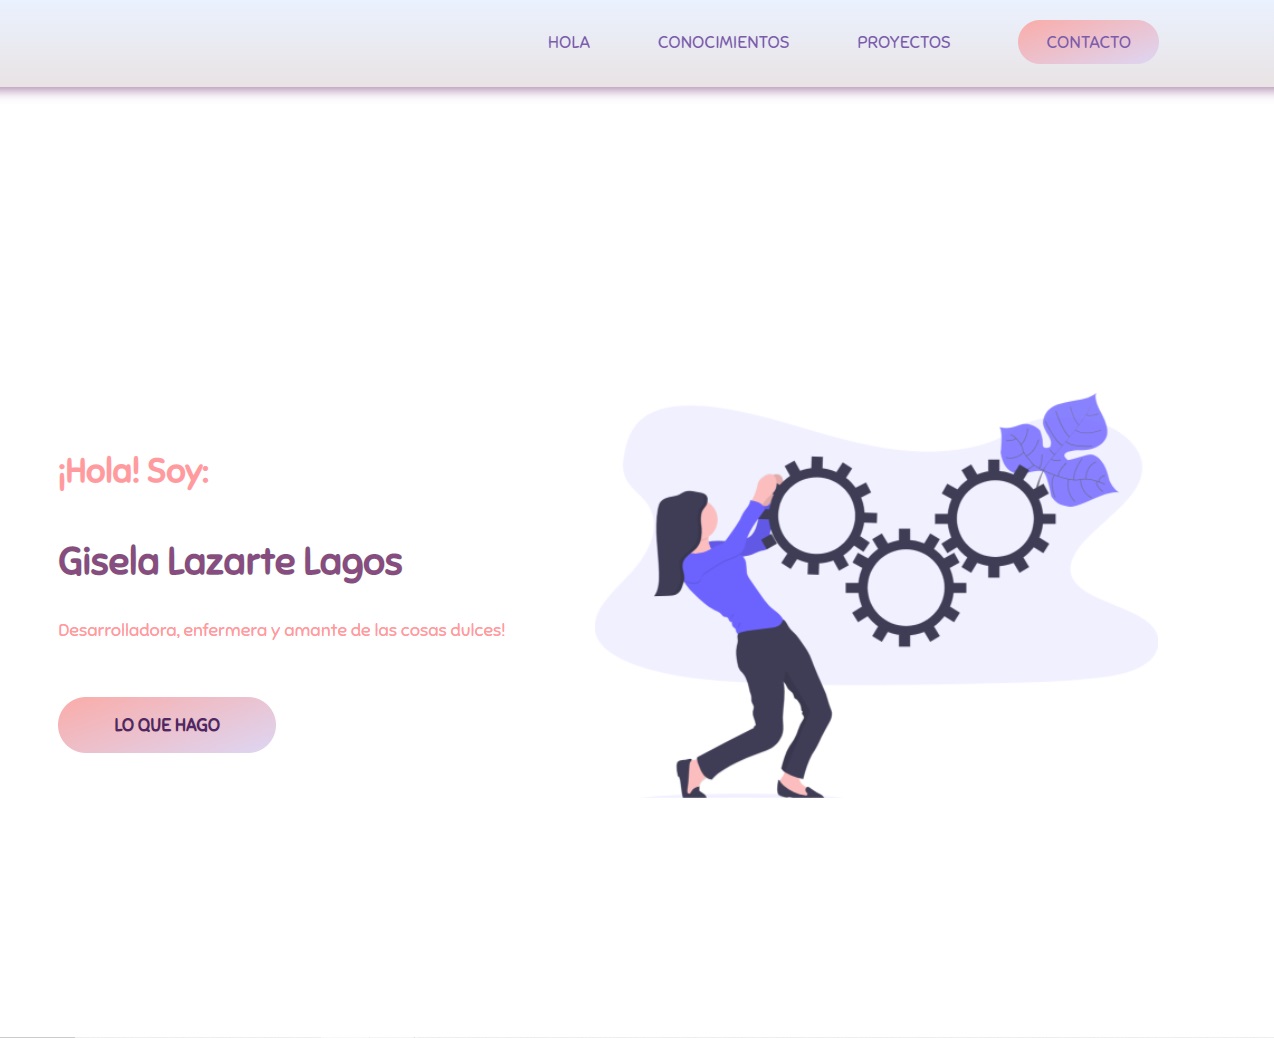 HOLA CONOCIMIENTOS PROYECTOS CONTACTO
¡Hola! Soy:
Gisela Lazarte Lagos
Desarrolladora, enfermera y amante de las cosas dulces!
LO QUE HAGO